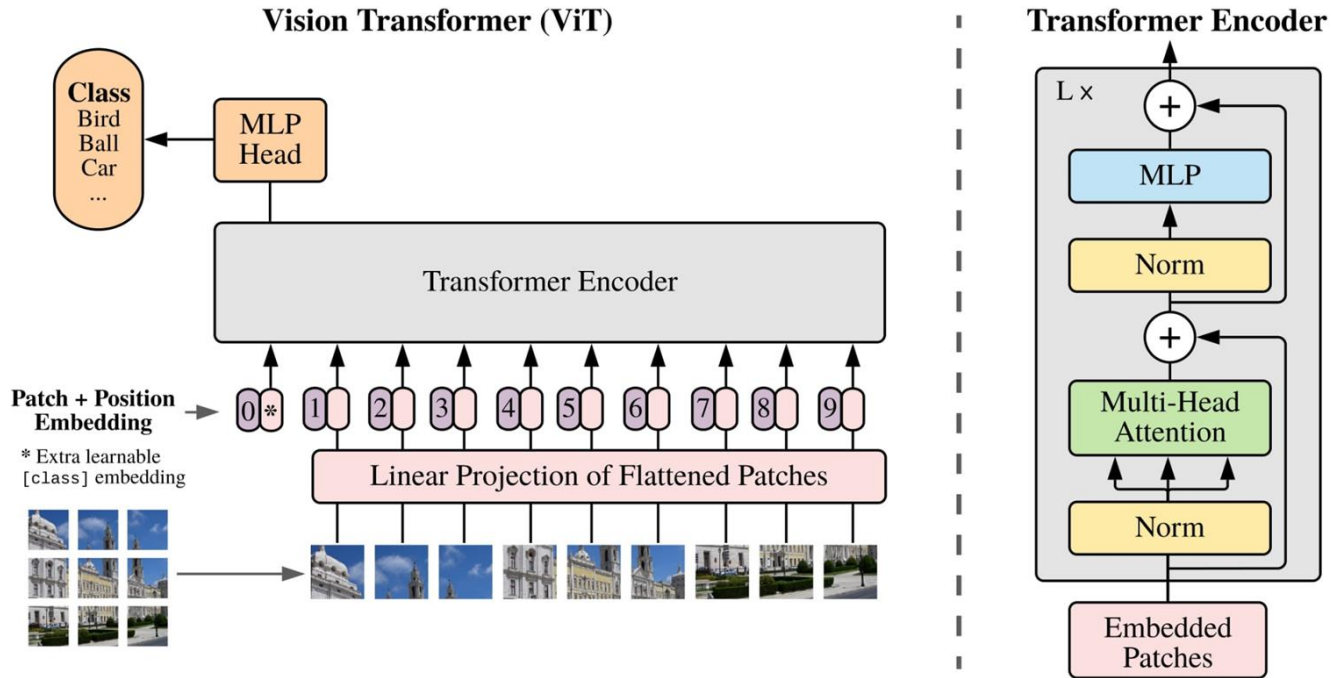 Vision Transformer (ViT)
Class
Bird
Ball
Car
...
MLP
Head
Transformer Encoder
Patch + Position
Embedding
* Extra learnable
[class] embedding
0 * 1 2 3 4 5 6 7 8 9
Linear Projection of Flattened Patches
Transformer Encoder
L x
+
MLP
Norm
+
Multi-Head
Attention
Norm
Embedded
Patches